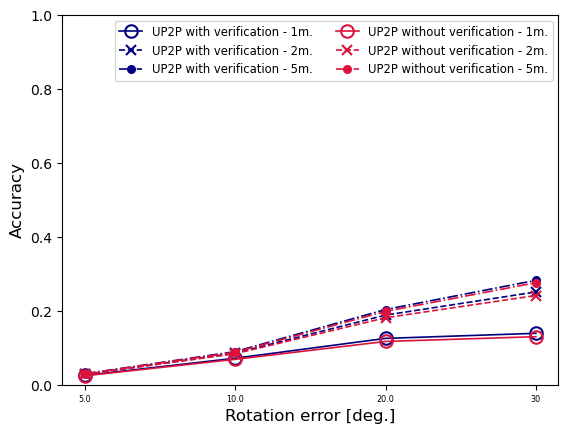 UP2P with verification - 1m.
UP2P with verification - 2m.
UP2P with verification - 5m.
UP2P without verification - 1m.
UP2P without verification - 2m.
UP2P without verification - 5m.
1.0
0.8
0.6
0.4
0.2
0.0
Accuracy
5.0 10.0 20.0 30
Rotation error [deg.]